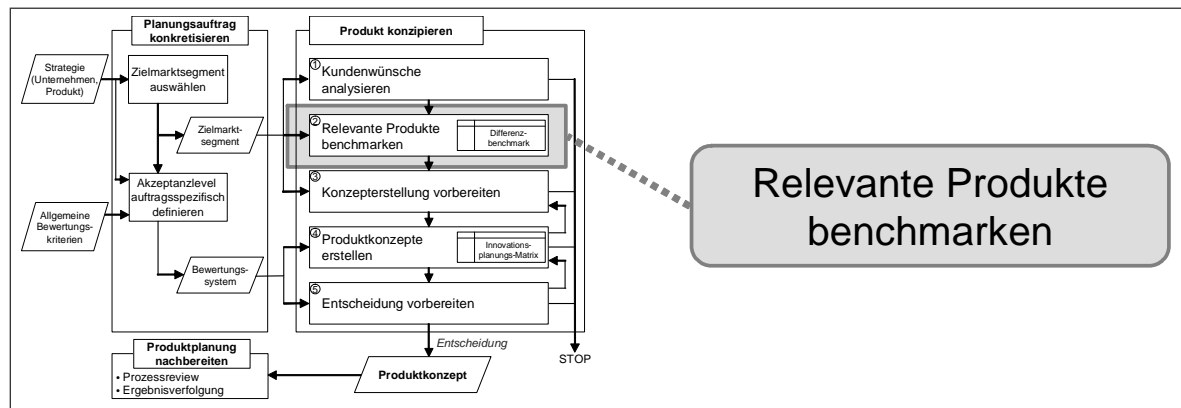 Planungsauftrag
konkretisieren
Strategie
(Unternehmen,
Produkt)
Zielmarktsegment
auswählen
Zielmarkt-
segment
Akzeptanzlevel
auftragsspezifisch
definieren
Allgemeine
Bewertungs-
kriterien
Bewertungs-
system
Produkt konzipieren
① Kundenwünsche
analysieren
② Relevante Produkte
benchmarken
Differenz-
benchmark
③ Konzepterstellung vorbereiten
④ Produktkonzepte
erstellen
Innovations-
planungs-Matrix
⑤ Entscheidung vorbereiten
Entscheidung
STOP
Produktkonzept
Produktplanung
nachbereiten
• Prozessreview
• Ergebnisverfolgung
Relevante Produkte
benchmarken